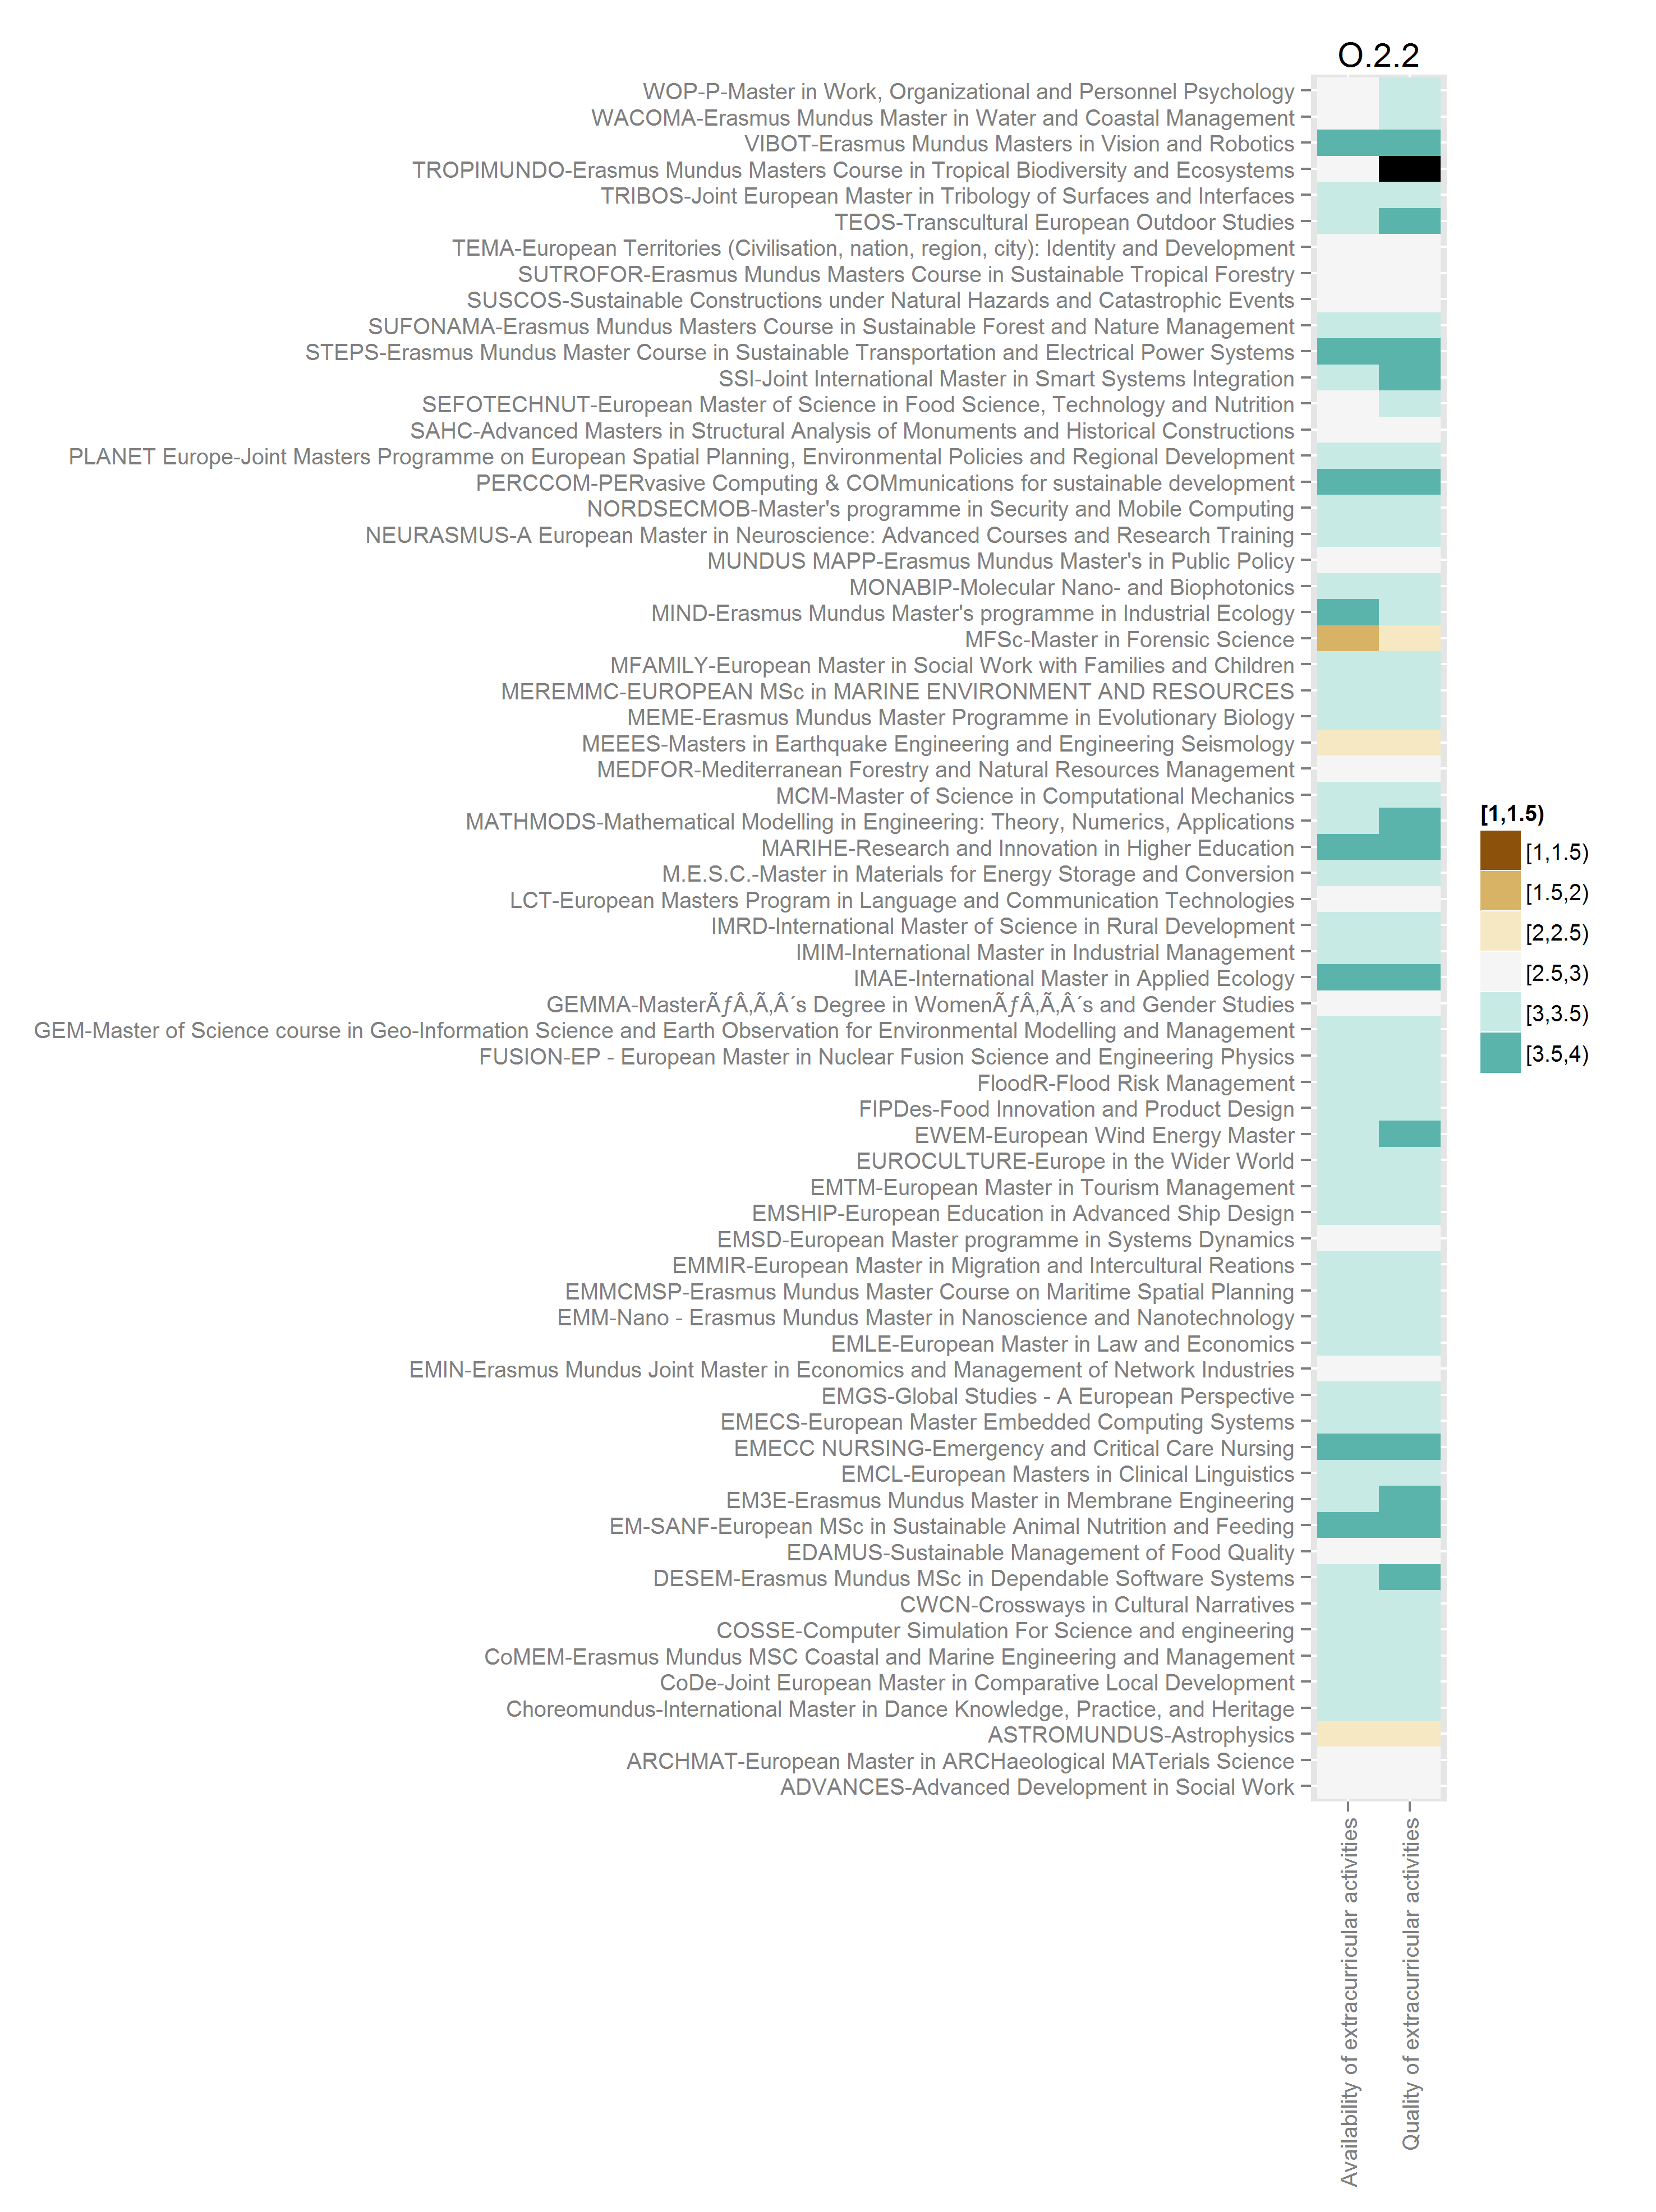 O.2.2
WOP-P-Master in Work, Organizational and Personnel Psychology
WACOMA-Erasmus Mundus Master in Water and Coastal Management
VIBOT-Erasmus Mundus Masters in Vision and Robotics
TROPIMUNDO-Erasmus Mundus Masters Course in Tropical Biodiversity and Ecosystems
TRIBOS-Joint European Master in Tribology of Surfaces and Interfaces
TEOS-Transcultural European Outdoor Studies
TEMA-European Territories (Civilisation, nation, region, city): Identity and Development
SUTROFOR-Erasmus Mundus Masters Course in Sustainable Tropical Forestry
SUSCOS-Sustainable Constructions under Natural Hazards and Catastrophic Events
SUFONAMA-Erasmus Mundus Masters Course in Sustainable Forest and Nature Management
STEPS-Erasmus Mundus Master Course in Sustainable Transportation and Electrical Power Systems
SSI-Joint International Master in Smart Systems Integration
SEFOTECHNUT-European Master of Science in Food Science, Technology and Nutrition
SAHC-Advanced Masters in Structural Analysis of Monuments and Historical Constructions
PLANET Europe-Joint Masters Programme on European Spatial Planning, Environmental Policies and Regional Development
PERCCOM-PERvasive Computing & COMmunications for sustainable development
NORDSECMOB-Master's programme in Security and Mobile Computing
NEURASMUS-A European Master in Neuroscience: Advanced Courses and Research Training
MUNDUS MAPP-Erasmus Mundus Master's in Public Policy
MONABIP-Molecular Nano- and Biophotonics
MIND-Erasmus Mundus Master's programme in Industrial Ecology
MFSc-Master in Forensic Science
MFAMILY-European Master in Social Work with Families and Children
MEREMMC-EUROPEAN MSc in MARINE ENVIRONMENT AND RESOURCES
MEME-Erasmus Mundus Master Programme in Evolutionary Biology
MEEES-Masters in Earthquake Engineering and Engineering Seismology
MEDFOR-Mediterranean Forestry and Natural Resources Management
MCM-Master of Science in Computational Mechanics
MATHMODS-Mathematical Modelling in Engineering: Theory, Numerics, Applications
MARIHE-Research and Innovation in Higher Education
M.E.S.C.-Master in Materials for Energy Storage and Conversion
LCT-European Masters Program in Language and Communication Technologies
IMRD-International Master of Science in Rural Development
IMIM-International Master in Industrial Management
IMAE-International Master in Applied Ecology
GEMMA-MasterÃƒÂ‚Ã‚Â´s Degree in WomenÃƒÂ‚Ã‚Â´s and Gender Studies
GEM-Master of Science course in Geo-Information Science and Earth Observation for Environmental Modelling and Management
FUSION-EP - European Master in Nuclear Fusion Science and Engineering Physics
FloodR-Flood Risk Management
FIPDes-Food Innovation and Product Design
EWEM-European Wind Energy Master
EUROCULTURE-Europe in the Wider World
EMTM-European Master in Tourism Management
EMSHIP-European Education in Advanced Ship Design
EMSD-European Master programme in Systems Dynamics
EMMIR-European Master in Migration and Intercultural Reations
EMMCMSP-Erasmus Mundus Master Course on Maritime Spatial Planning
EMM-Nano - Erasmus Mundus Master in Nanoscience and Nanotechnology
EMLE-European Master in Law and Economics
EMIN-Erasmus Mundus Joint Master in Economics and Management of Network Industries
EMGS-Global Studies - A European Perspective
EMECS-European Master Embedded Computing Systems
EMECC NURSING-Emergency and Critical Care Nursing
EMCL-European Masters in Clinical Linguistics
EM3E-Erasmus Mundus Master in Membrane Engineering
EM-SANF-European MSc in Sustainable Animal Nutrition and Feeding
EDAMUS-Sustainable Management of Food Quality
DESEM-Erasmus Mundus MSc in Dependable Software Systems
CWCN-Crossways in Cultural Narratives
COSSE-Computer Simulation For Science and engineering
CoMEM-Erasmus Mundus MSC Coastal and Marine Engineering and Management
CoDe-Joint European Master in Comparative Local Development
Choreomundus-International Master in Dance Knowledge, Practice, and Heritage
ASTROMUNDUS-Astrophysics
ARCHMAT-European Master in ARCHaeological MATerials Science
ADVANCES-Advanced Development in Social Work
Availability of extracurricular activities
Quality of extracurricular activities
[1,1.5)
[1,1.5)
[1.5,2)
[2,2.5)
[2.5,3)
[3,3.5)
[3.5,4)